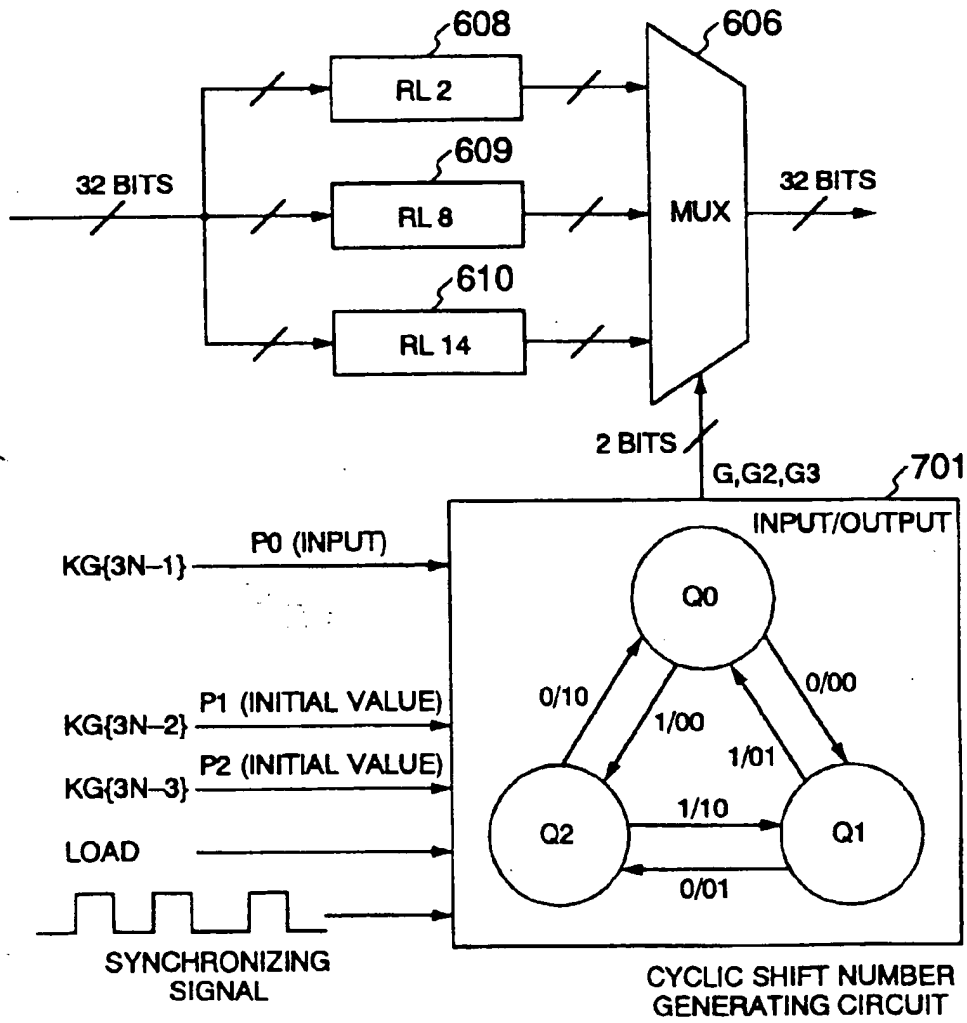 608
606
RL 2
609
32 BITS
RL 8
MUX
32 BITS
610
RL 14
2 BITS
G,G2,G3
701
INPUT/OUTPUT
KG{3N–1}
P0 (INPUT)
Q0
0/10
1/00
0/00
1/01
KG{3N–2}
P1 (INITIAL VALUE)
KG{3N–3}
P2 (INITIAL VALUE)
Q2
1/10
Q1
0/01
LOAD
SYNCHRONIZING
SIGNAL
CYCLIC SHIFT NUMBER
GENERATING CIRCUIT